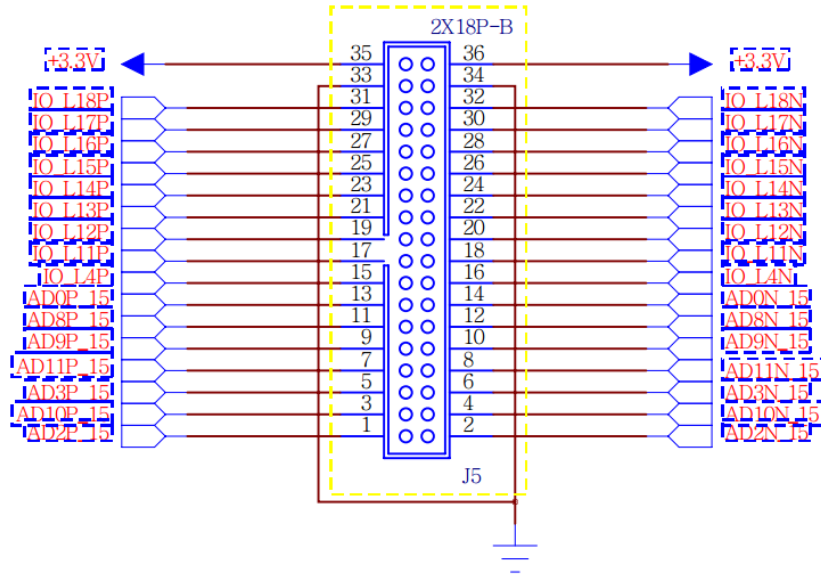 2X18P-B
+3.3V 35 36 +3.3V
33 34
IO_L18P 31 32 IO_L18N
IO_L17P 29 30 IO_L17N
IO_L16P 27 28 IO_L16N
IO_L15P 25 26 IO_L15N
IO_L14P 23 24 IO_L14N
IO_L13P 21 22 IO_L13N
IO_L12P 19 20 IO_L12N
IO_L11P 17 18 IO_L11N
IO_L4P 15 16 IO_L4N
AD0P_15 13 14 AD0N_15
AD8P_15 11 12 AD8N_15
AD9P_15 9 10 AD9N_15
AD11P_15 7 8 AD11N_15
AD3P_15 5 6 AD3N_15
AD10P_15 3 4 AD10N_15
AD2P_15 1 2 AD2N_15
J5